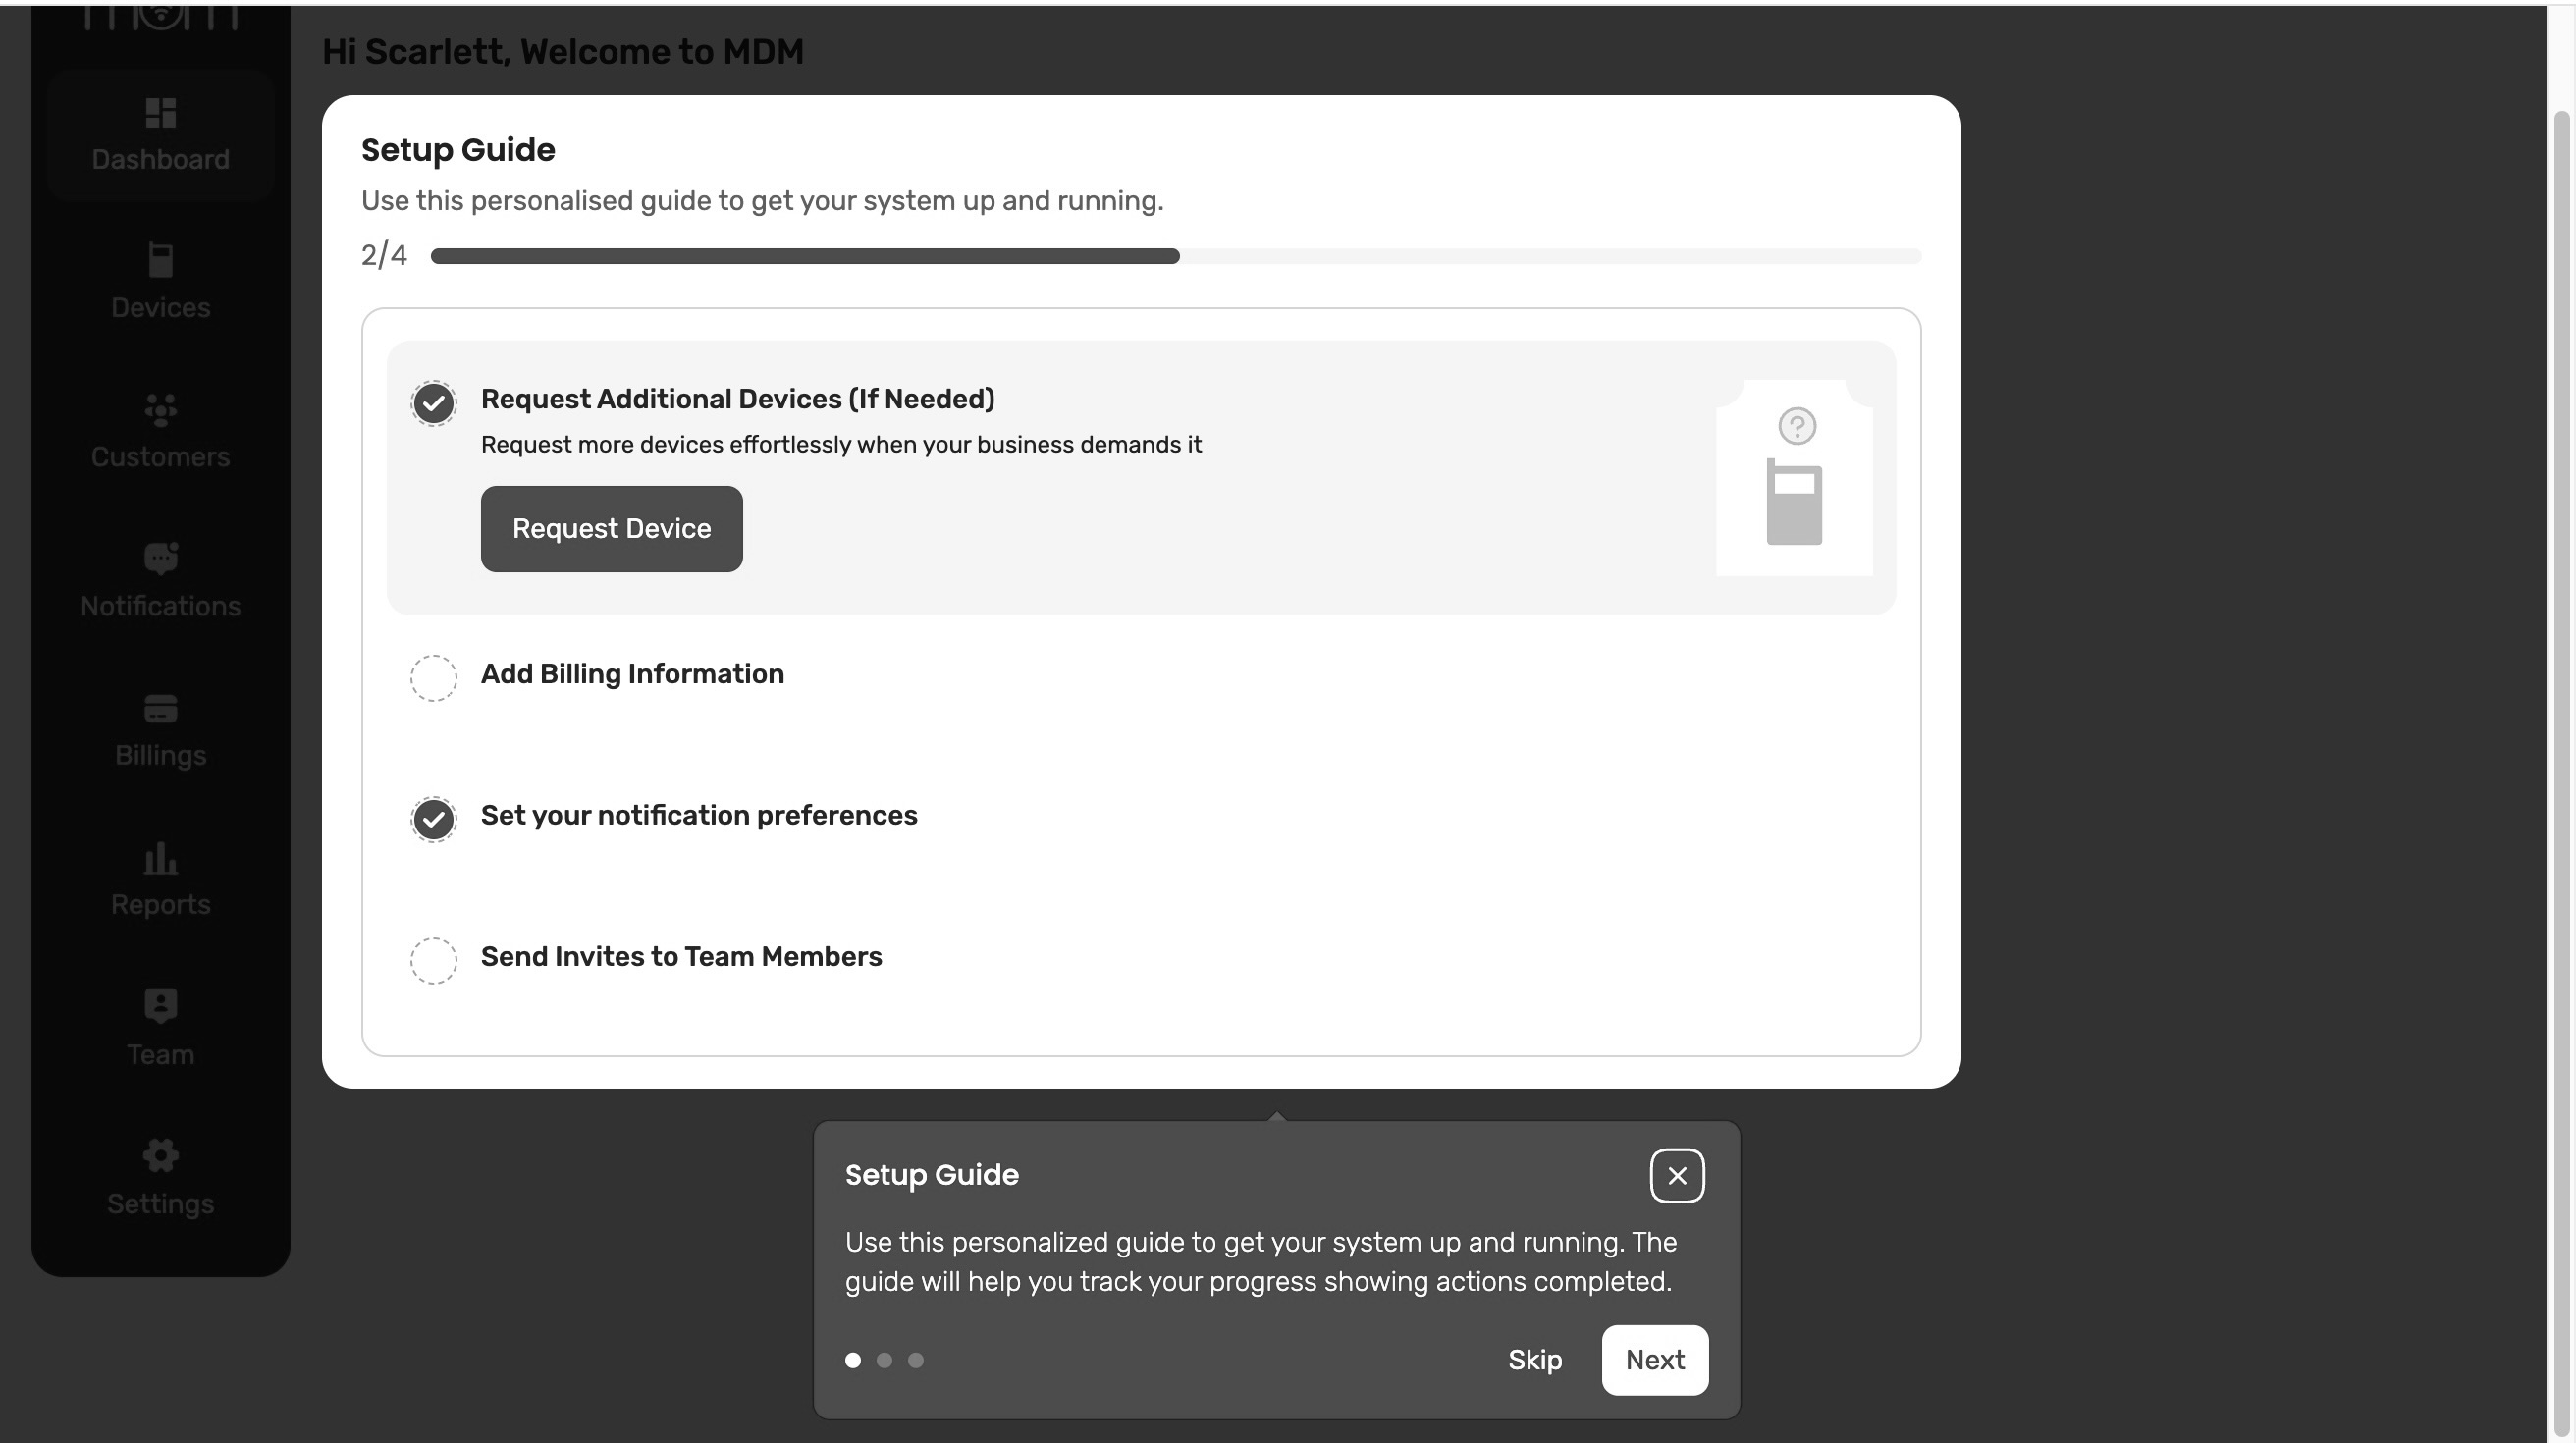 Hi Scarlett, Welcome to MDM
Dashboard
Devices
Customers
Notifications
Billings
Reports
Team
Settings
Setup Guide
Use this personalised guide to get your system up and running.
2/4
Request Additional Devices (If Needed)
Request more devices effortlessly when your business demands it
Request Device
?
Add Billing Information
Set your notification preferences
Send Invites to Team Members
Setup Guide
Use this personalized guide to get your system up and running. The
guide will help you track your progress showing actions completed.
Skip
Next